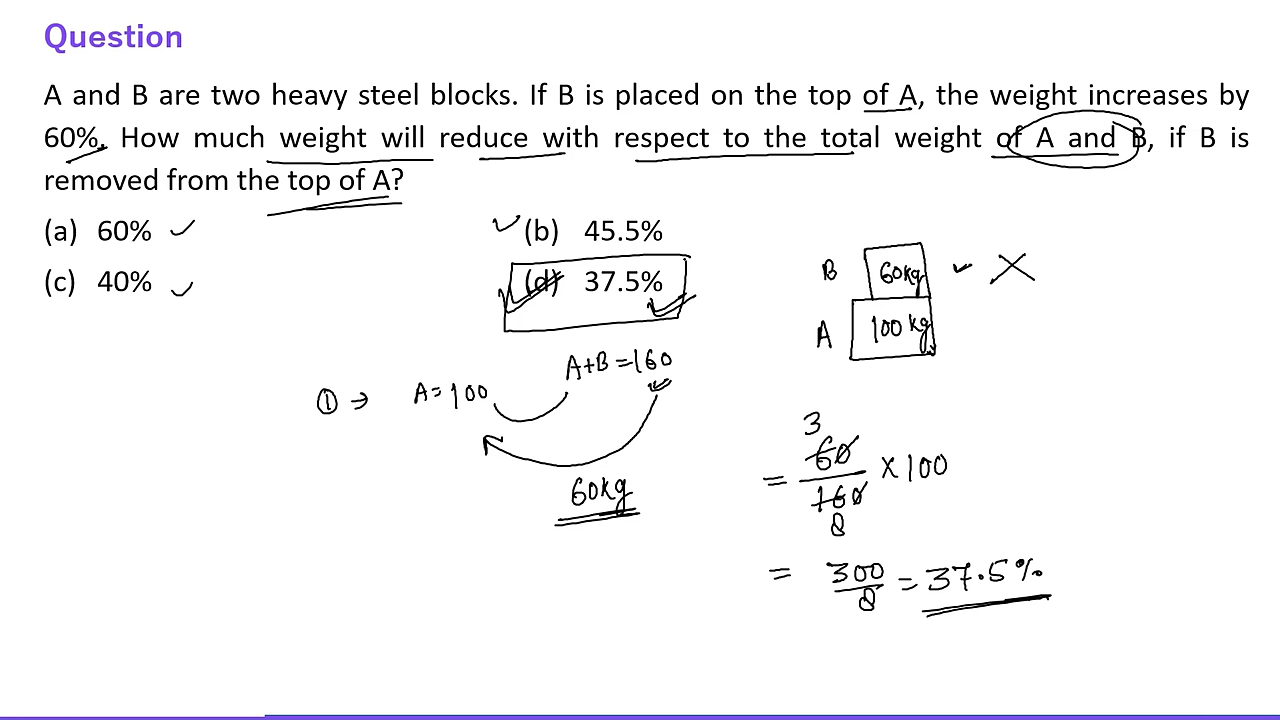 Question
A and B are two heavy steel blocks. If B is placed on the top of A, the weight increases by
60%. How much weight will reduce with respect to the total weight of A and B, if B is
removed from the top of A?
(a) 60%
(b) 45.5%
(c) 40%
(d) 37.5%
B 60kg
A 100 kg
① → A = 100 A+B = 160
60kg
3
= 60/160 × 100
8
= 300/8 = 37.5%